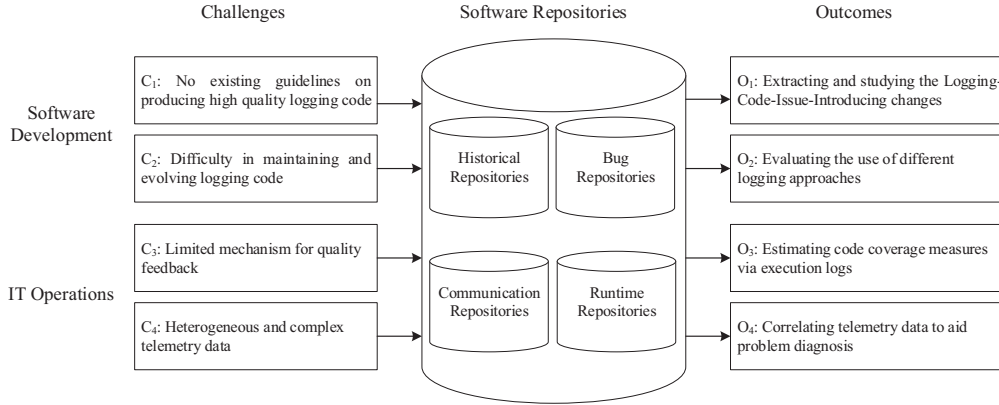 Challenges
Software Repositories
Outcomes
Software
Development
C1: No existing guidelines on
producing high quality logging code
C2: Difficulty in maintaining and
evolving logging code
IT Operations
C3: Limited mechanism for quality
feedback
C4: Heterogeneous and complex
telemetry data
Historical
Repositories
Bug
Repositories
Communication
Repositories
Runtime
Repositories
O1: Extracting and studying the Logging-
Code-Issue-Introducing changes
O2: Evaluating the use of different
logging approaches
O3: Estimating code coverage measures
via execution logs
O4: Correlating telemetry data to aid
problem diagnosis